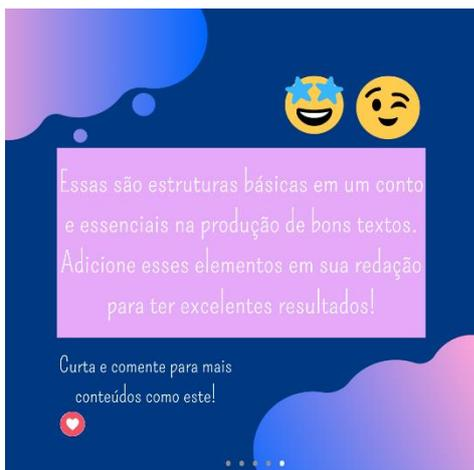 Essas são estruturas básicas em um conto
e essenciais na produção de bons textos.
Adicione esses elementos em sua redação
para ter excelentes resultados!
Curta e comente para mais
conteúdos como este!